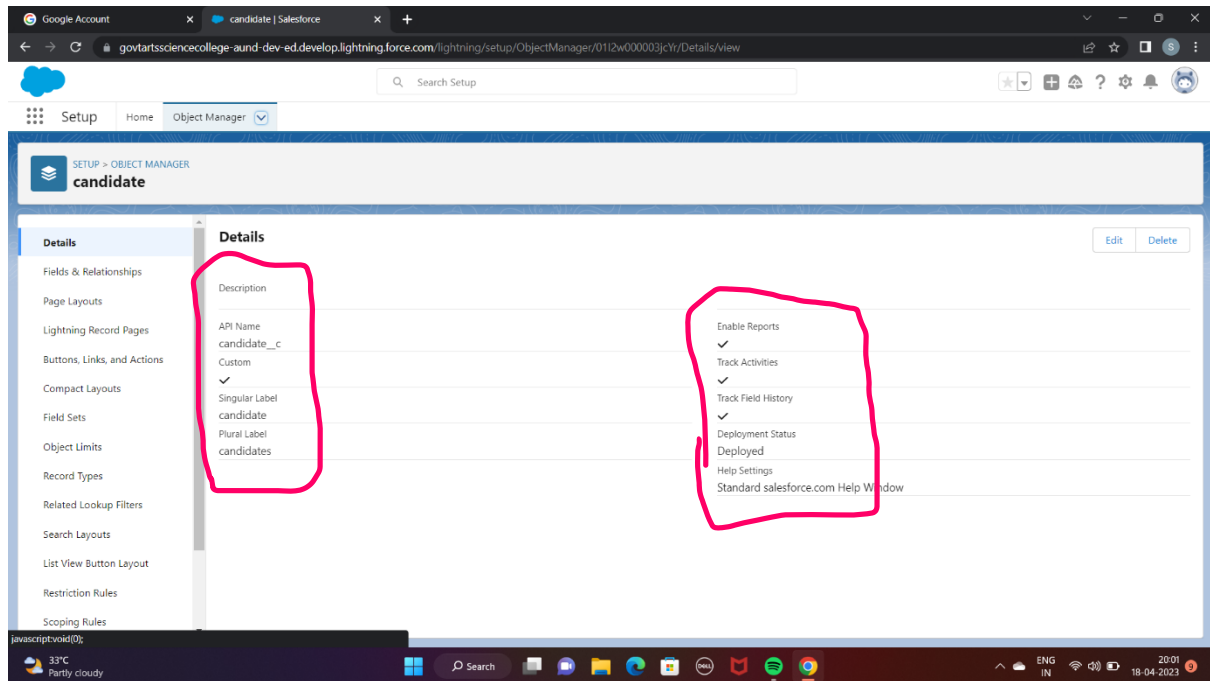 Google Account
candidate | Salesforce
govtartssciencecollege-aund-dev-ed.develop.lightning.force.com/lightning/setup/ObjectManager/01I2w000003jcYr/Details/view
S
Search Setup
Setup
Home
Object Manager
SETUP > OBJECT MANAGER
candidate
Details
Fields & Relationships
Page Layouts
Lightning Record Pages
Buttons, Links, and Actions
Compact Layouts
Field Sets
Object Limits
Record Types
Related Lookup Filters
Search Layouts
List View Button Layout
Restriction Rules
Scoping Rules
Details
Edit
Delete
Description
API Name
candidate__c
Custom
Singular Label
candidate
Plural Label
candidates
Enable Reports
Track Activities
Track Field History
Deployment Status
Deployed
Help Settings
Standard salesforce.com Help Window
javascript:void(0);
33°C
Partly cloudy
Search
DELL
ENG
IN
20:01
18-04-2023
9